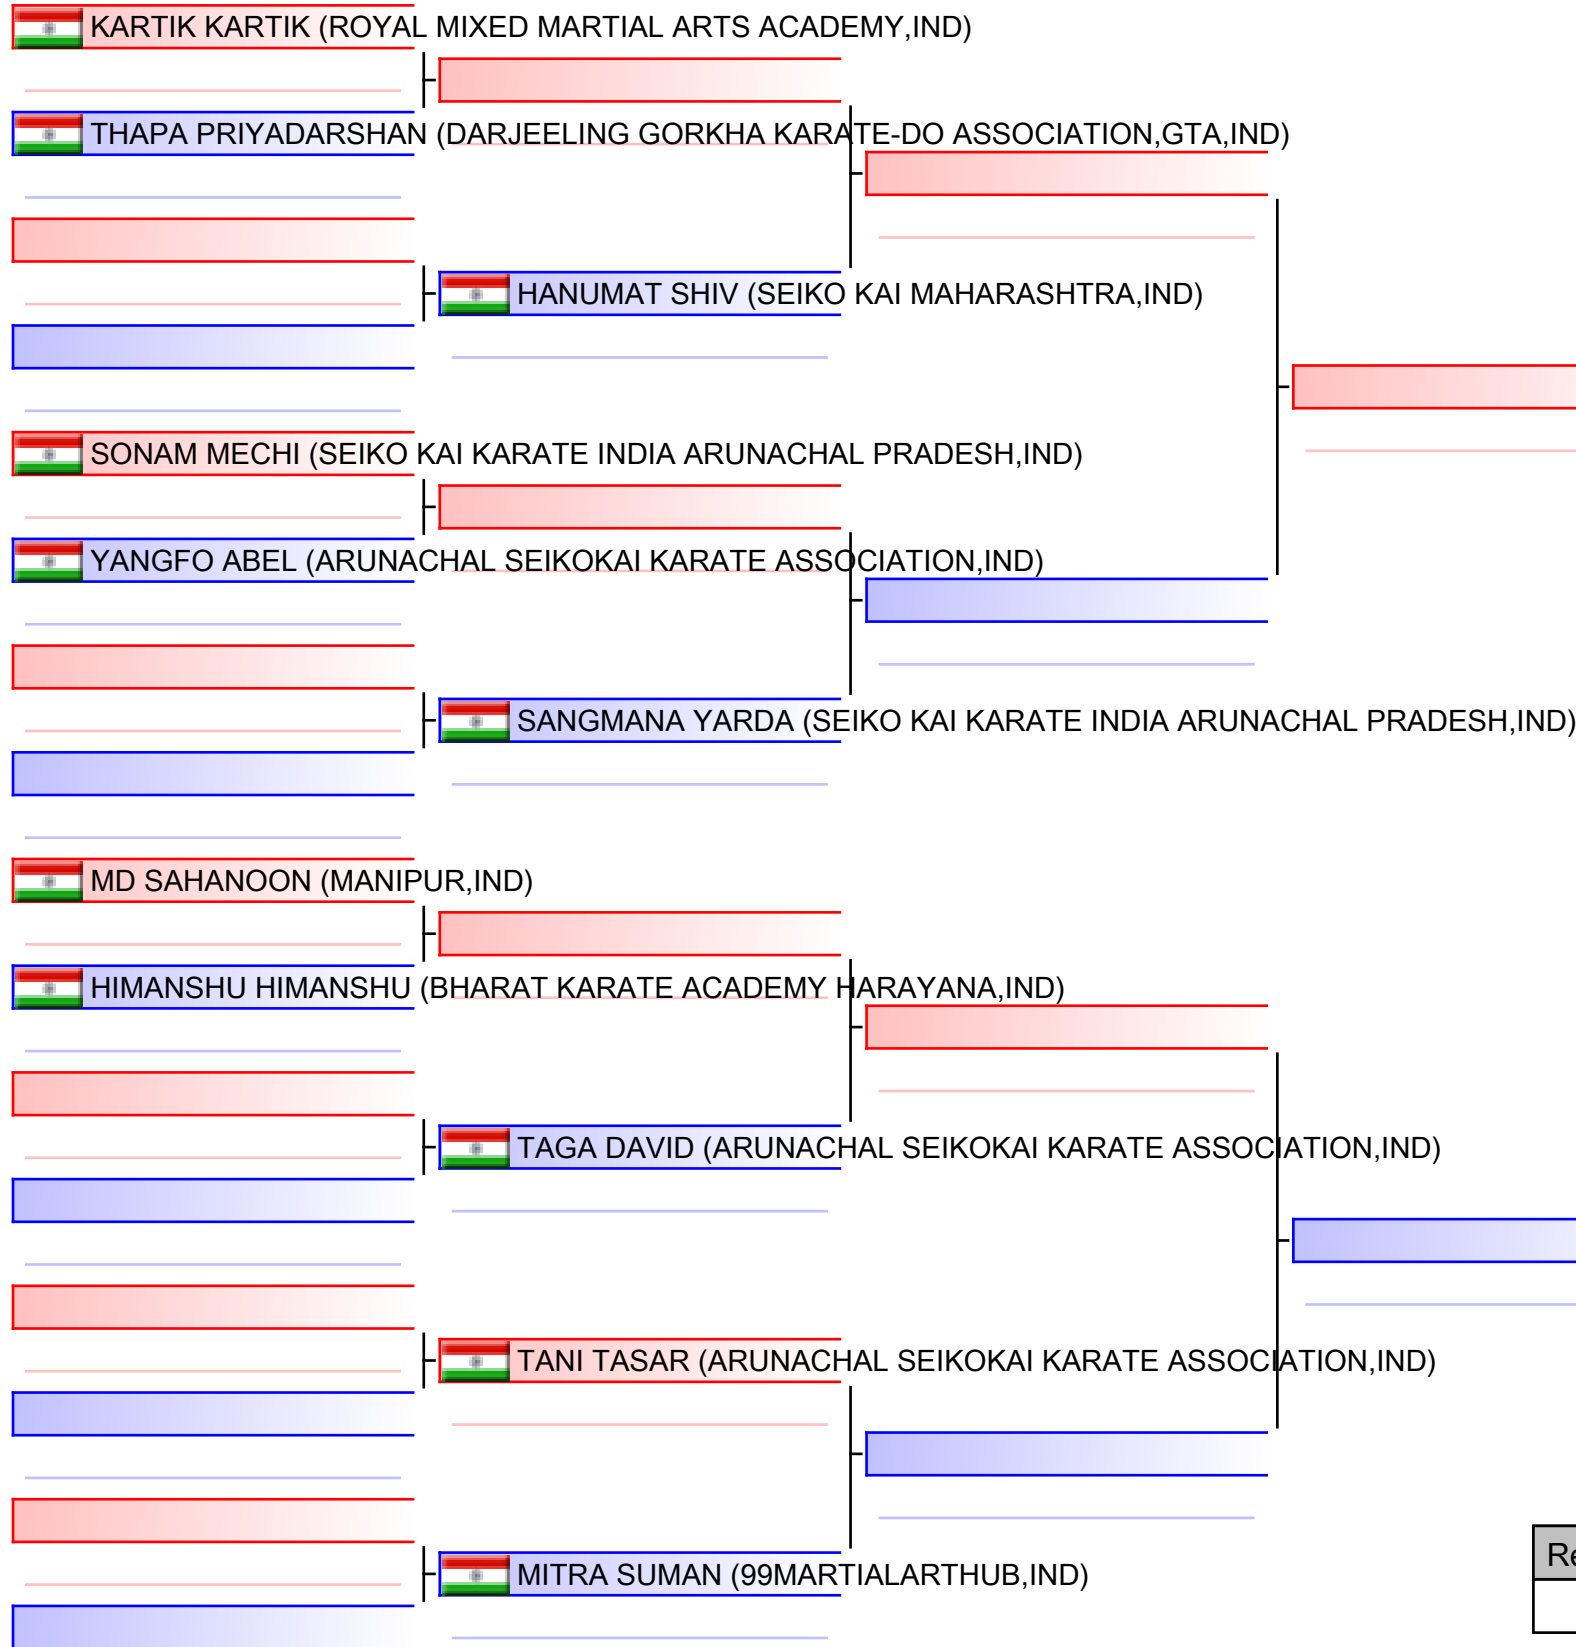 KARTIK KARTIK (ROYAL MIXED MARTIAL ARTS ACADEMY,IND)
THAPA PRIYADARSHAN (DARJEELING GORKHA KARATE-DO ASSOCIATION,GTA,IND)
HANUMAT SHIV (SEIKO KAI MAHARASHTRA,IND)
SONAM MECHI (SEIKO KAI KARATE INDIA ARUNACHAL PRADESH,IND)
YANGFO ABEL (ARUNACHAL SEIKOKAI KARATE ASSOCIATION,IND)
SANGMANA YARDA (SEIKO KAI KARATE INDIA ARUNACHAL PRADESH,IND)
MD SAHANOON (MANIPUR,IND)
HIMANSHU HIMANSHU (BHARAT KARATE ACADEMY HARAYANA,IND)
TAGA DAVID (ARUNACHAL SEIKOKAI KARATE ASSOCIATION,IND)
TANI TASAR (ARUNACHAL SEIKOKAI KARATE ASSOCIATION,IND)
MITRA SUMAN (99MARTIALARTHUB,IND)